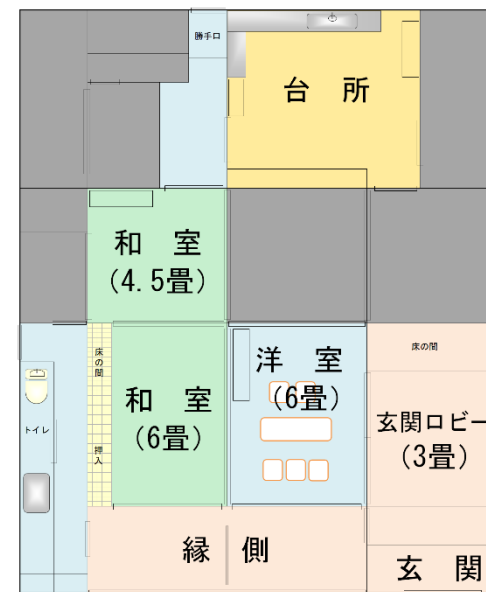 勝手口
台 所
和 室
(4.5畳)
床の間
押入
和 室
(6畳)
洋 室
(6畳)
床の間
玄関ロビー
(3畳)
トイレ
縁 側
玄 関